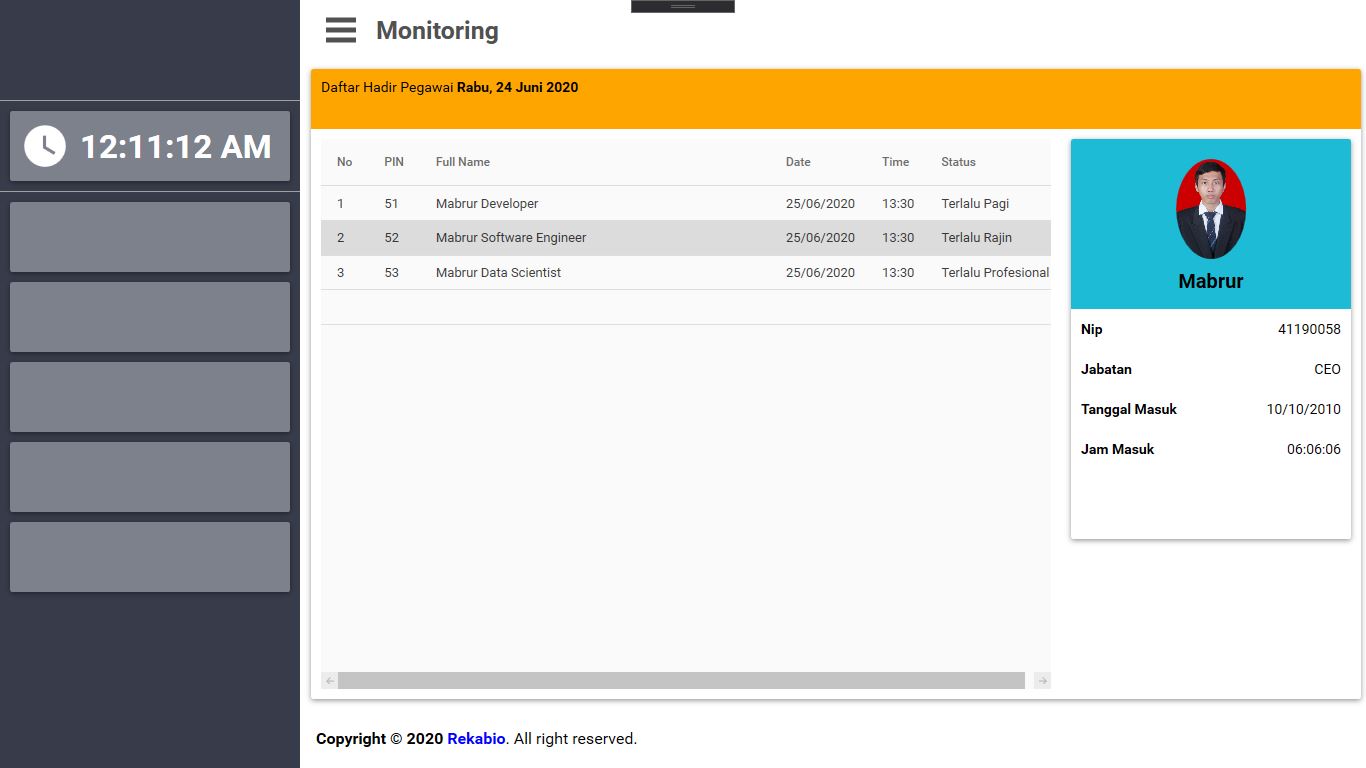 Monitoring
12:11:12 AM
Daftar Hadir Pegawai Rabu, 24 Juni 2020
No PIN Full Name Date Time Status
1 51 Mabrur Developer 25/06/2020 13:30 Terlalu Pagi
2 52 Mabrur Software Engineer 25/06/2020 13:30 Terlalu Rajin
3 53 Mabrur Data Scientist 25/06/2020 13:30 Terlalu Profesional
Mabrur
Nip 41190058
Jabatan CEO
Tanggal Masuk 10/10/2010
Jam Masuk 06:06:06
Copyright © 2020 Rekabio. All right reserved.